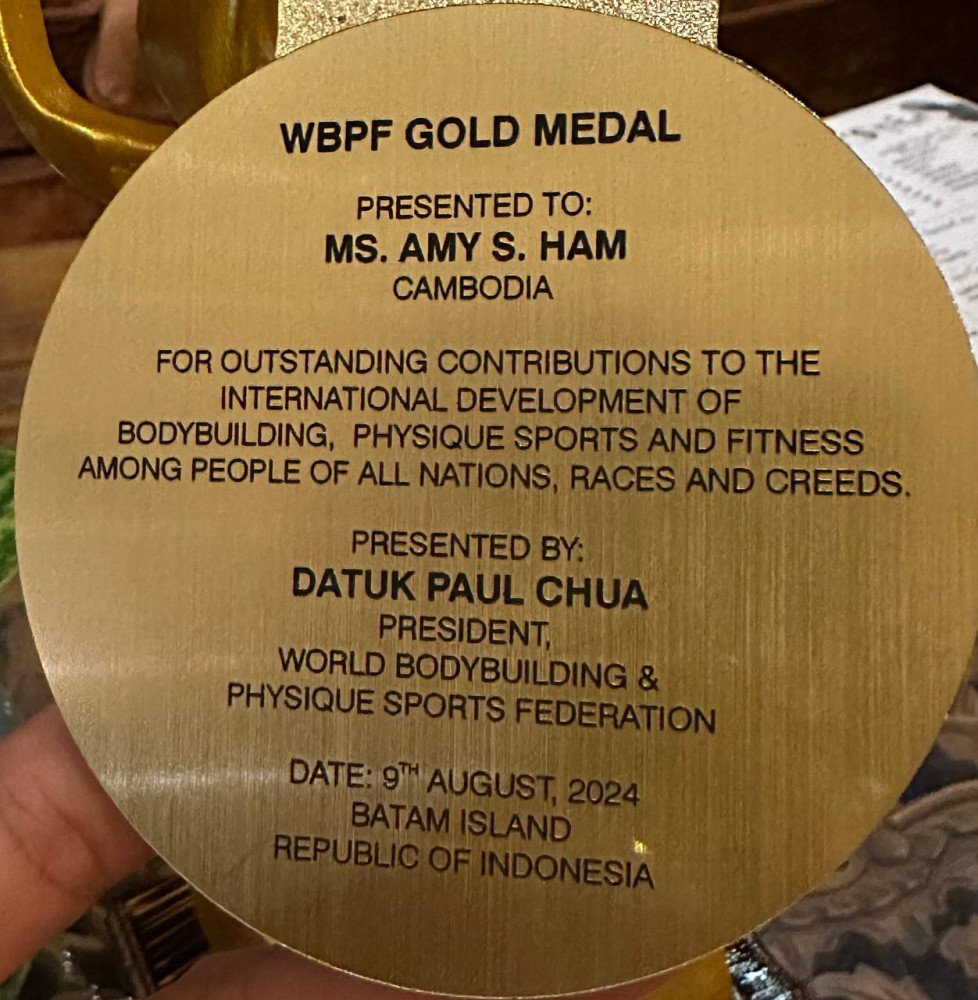 WBPF GOLD MEDAL
PRESENTED TO:
MS. AMY S. HAM
CAMBODIA
FOR OUTSTANDING CONTRIBUTIONS TO THE
INTERNATIONAL DEVELOPMENT OF
BODYBUILDING, PHYSIQUE SPORTS AND FITNESS
AMONG PEOPLE OF ALL NATIONS, RACES AND CREEDS.
PRESENTED BY:
DATUK PAUL CHUA
PRESIDENT,
WORLD BODYBUILDING &
PHYSIQUE SPORTS FEDERATION
DATE: 9TH AUGUST, 2024
BATAM ISLAND
REPUBLIC OF INDONESIA